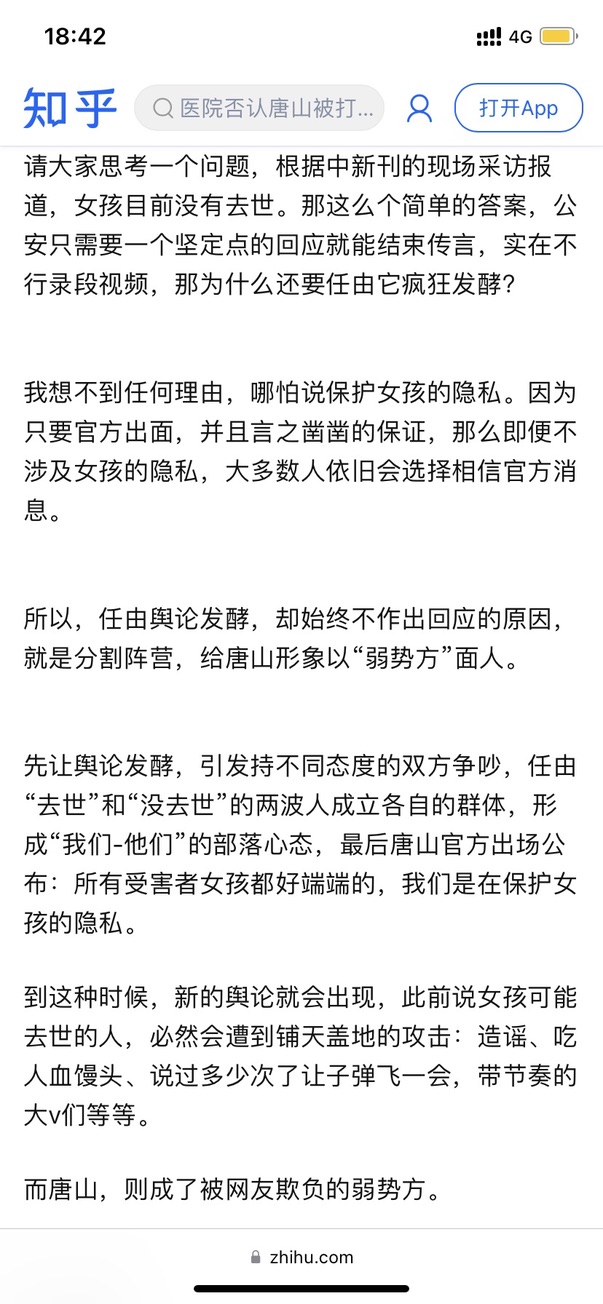 18:42
4G
知乎
医院否认唐山被打...
打开App
请大家思考一个问题，根据中新刊的现场采访报
道，女孩目前没有去世。那这么个简单的答案，公
安只需要一个坚定点的回应就能结束传言，实在不
行录段视频，那为什么还要任由它疯狂发酵？
我想不到任何理由，哪怕说保护女孩的隐私。因为
只要官方出面，并且言之凿凿的保证，那么即便不
涉及女孩的隐私，大多数人依旧会选择相信官方消
息。
所以，任由舆论发酵，却始终不作出回应的原因，
就是分割阵营，给唐山形象以“弱势方”面人。
先让舆论发酵，引发持不同态度的双方争吵，任由
“去世”和“没去世”的两波人成立各自的群体，形
成“我们-他们”的部落心态，最后唐山官方出场公
布：所有受害者女孩都好端端的，我们是在保护女
孩的隐私。
到这种时候，新的舆论就会出现，此前说女孩可能
去世的人，必然会遭到铺天盖地的攻击：造谣、吃
人血馒头、说过多少次了让子弹飞一会，带节奏的
大v们等等。
而唐山，则成了被网友欺负的弱势方。
zhihu.com